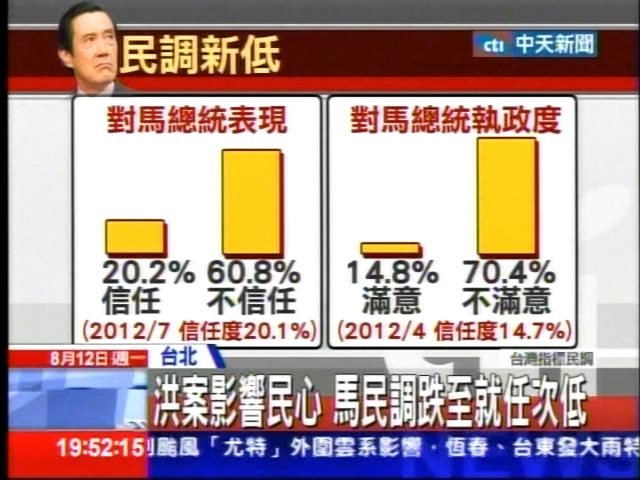 民調新低
cti 中天新聞
對馬總統表現
20.2% 60.8%
信任 不信任
(2012/7 信任度20.1%)
對馬總統執政度
14.8% 70.4%
滿意 不滿意
(2012/4 信任度14.7%)
台灣指標民調
8月12日 週一 台北
洪案影響民心 馬民調跌至就任次低
19:52:15 颱風「尤特」外圍雲系影響，恆春、台東發大雨特
NEWS